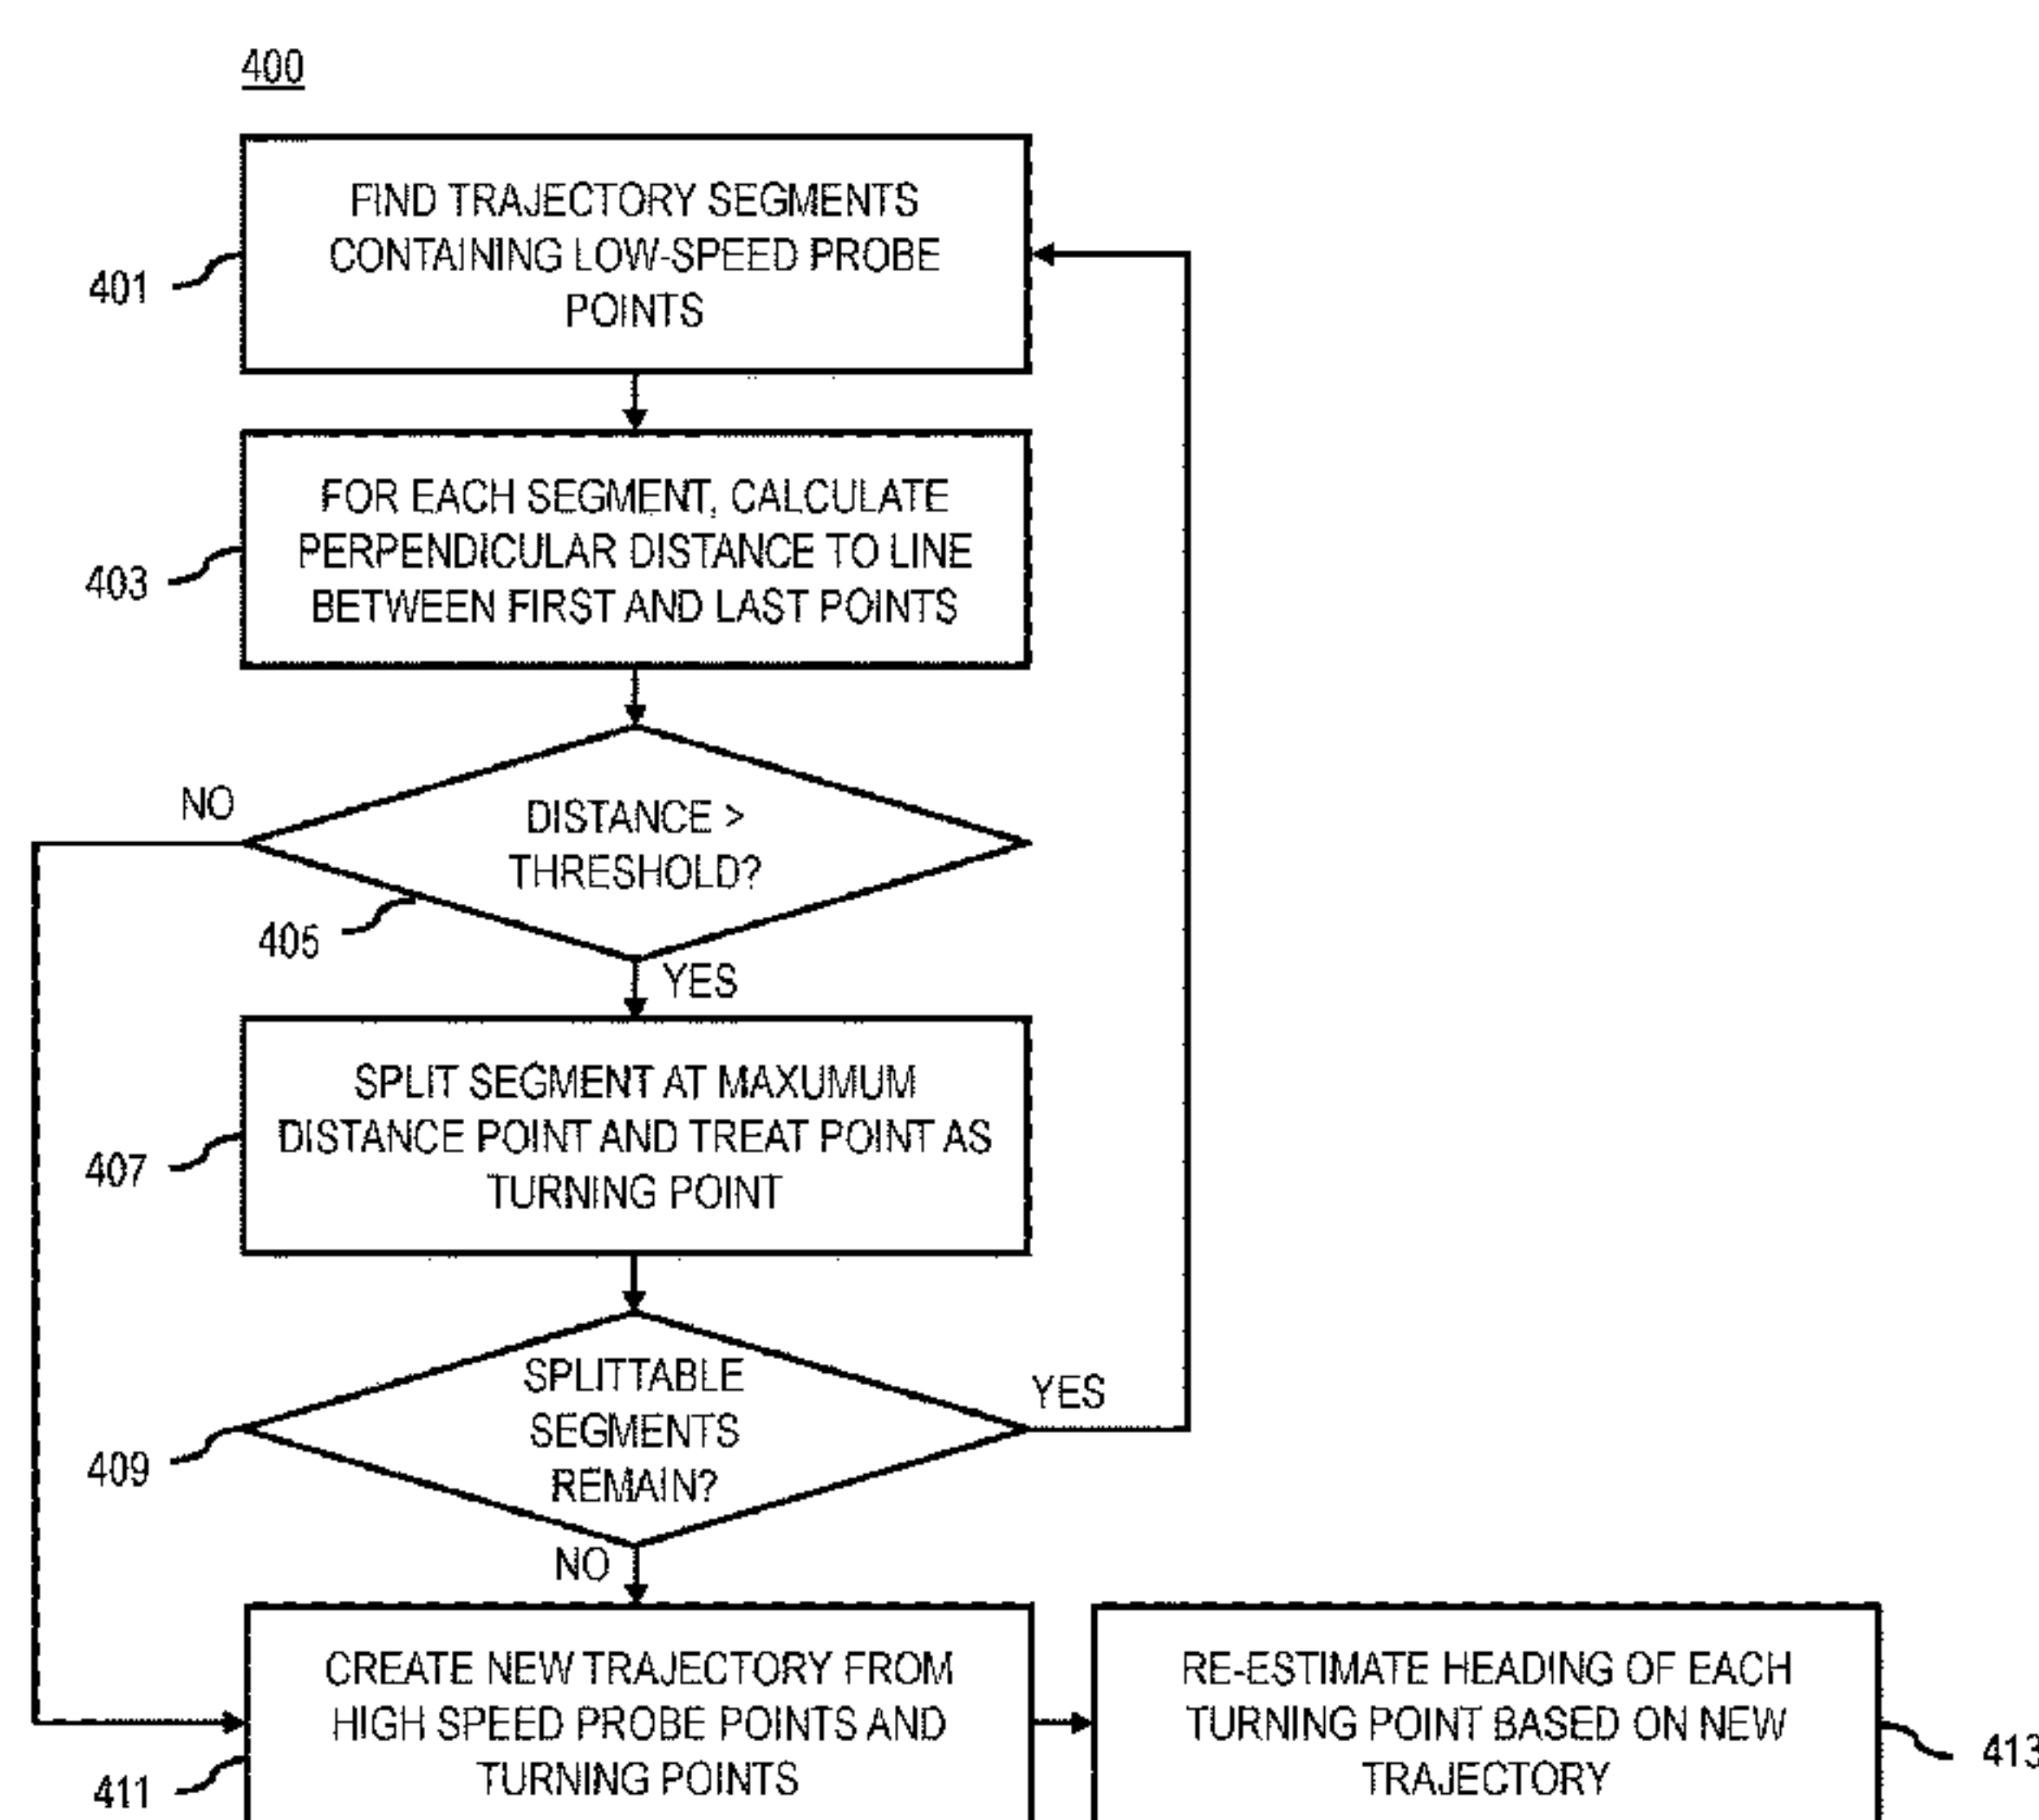 400
FIND TRAJECTORY SEGMENTS
CONTAINING LOW-SPEED PROBE
POINTS
401
FOR EACH SEGMENT, CALCULATE
PERPENDICULAR DISTANCE TO LINE
BETWEEN FIRST AND LAST POINTS
403
NO
DISTANCE >
THRESHOLD?
405
YES
SPLIT SEGMENT AT MAXUMUM
DISTANCE POINT AND TREAT POINT AS
TURNING POINT
407
SPLITTABLE
SEGMENTS
REMAIN?
YES
409
NO
CREATE NEW TRAJECTORY FROM
HIGH SPEED PROBE POINTS AND
TURNING POINTS
411
RE-ESTIMATE HEADING OF EACH
TURNING POINT BASED ON NEW
TRAJECTORY
413